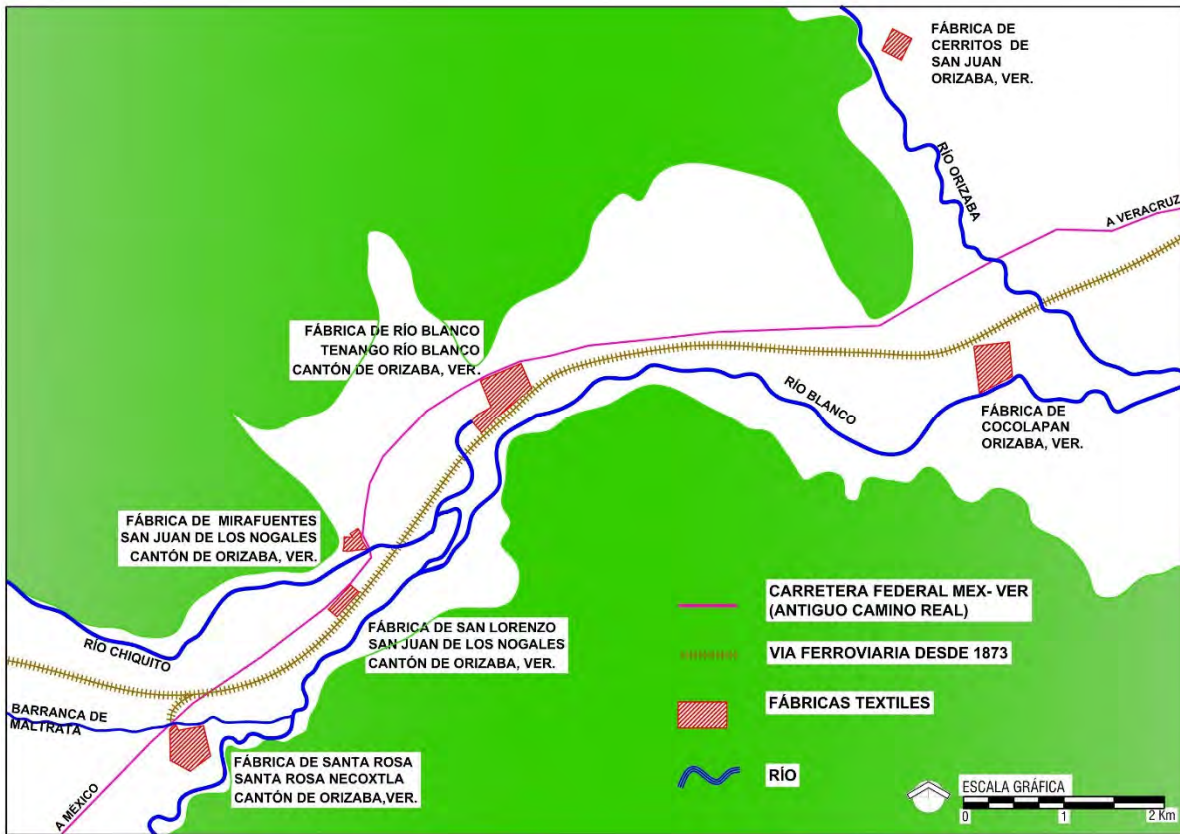 FÁBRICA DE
CERRITOS DE
SAN JUAN
ORIZABA, VER.
RÍO ORIZABA
A VERACRUZ
FÁBRICA DE RÍO BLANCO
TENANGO RÍO BLANCO
CANTÓN DE ORIZABA, VER.
RÍO BLANCO
FÁBRICA DE
COCOLAPAN
ORIZABA, VER.
FÁBRICA DE MIRAFUENTES
SAN JUAN DE LOS NOGALES
CANTÓN DE ORIZABA, VER.
FÁBRICA DE SAN LORENZO
SAN JUAN DE LOS NOGALES
CANTÓN DE ORIZABA, VER.
RÍO CHIQUITO
BARRANCA DE
MALTRATA
FÁBRICA DE SANTA ROSA
SANTA ROSA NECOXTLA
CANTÓN DE ORIZABA,VER.
A MÉXICO
CARRETERA FEDERAL MEX- VER
(ANTIGUO CAMINO REAL)
VIA FERROVIARIA DESDE 1873
FÁBRICAS TEXTILES
RÍO
ESCALA GRÁFICA
0 1 2 Km